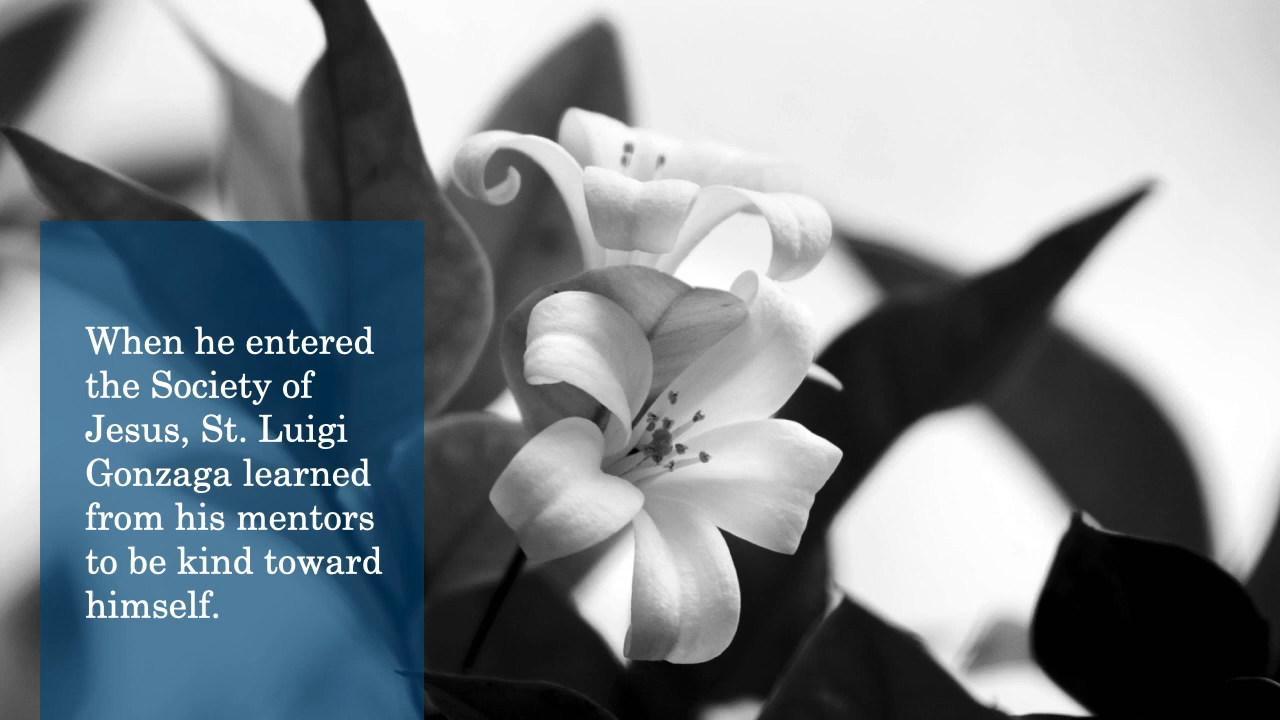 When he entered
the Society of
Jesus, St. Luigi
Gonzaga learned
from his mentors
to be kind toward
himself.